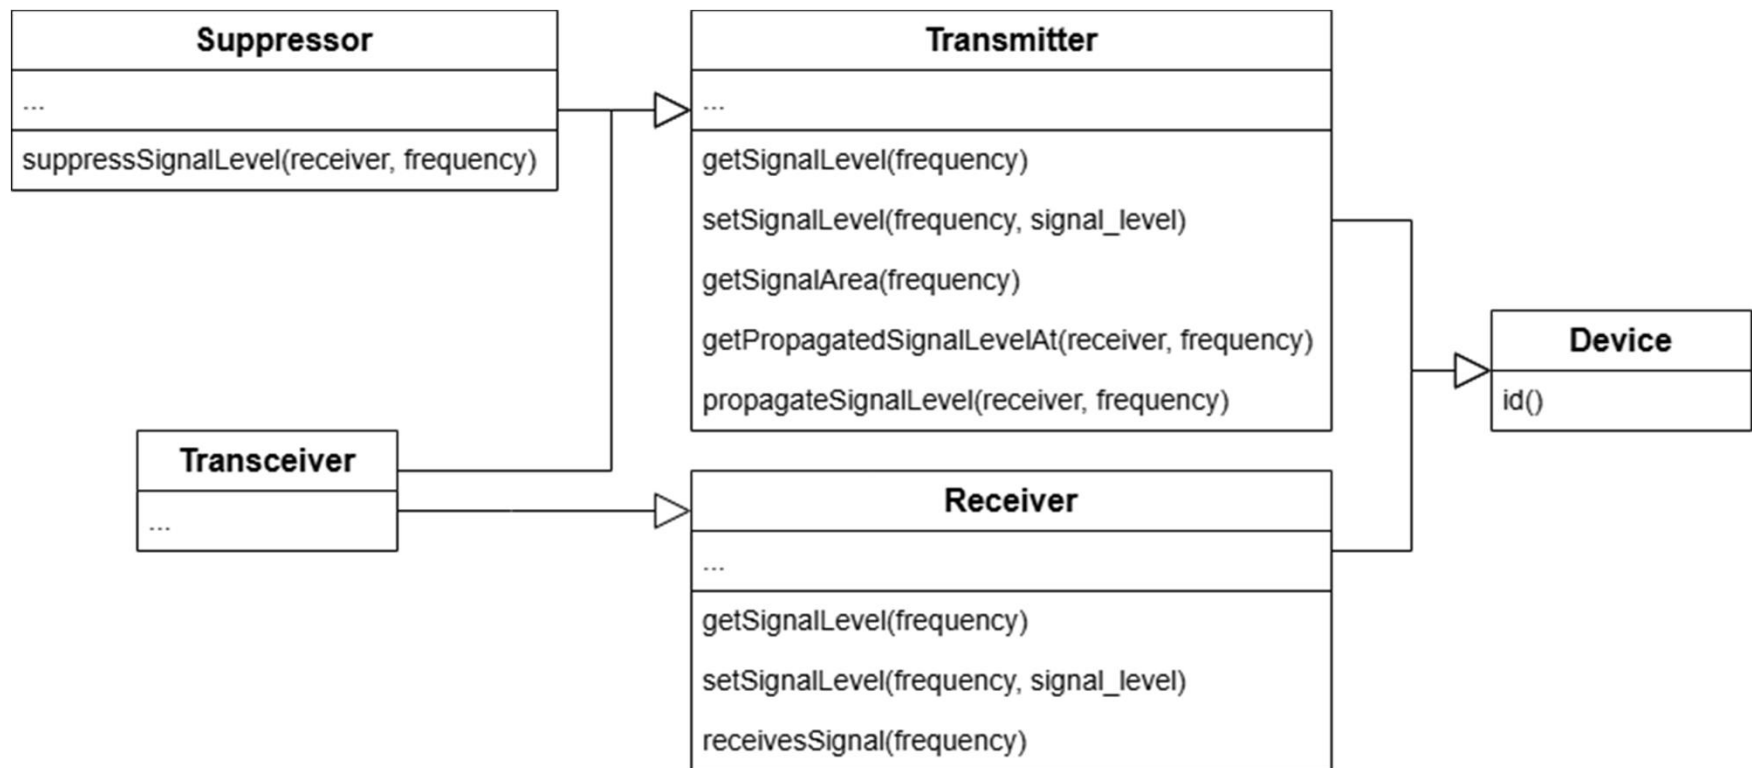 Suppressor
...
suppressSignalLevel(receiver, frequency)
Transmitter
...
getSignalLevel(frequency)
setSignalLevel(frequency, signal_level)
getSignalArea(frequency)
getPropagatedSignalLevelAt(receiver, frequency)
propagateSignalLevel(receiver, frequency)
Device
id()
Transceiver
...
Receiver
...
getSignalLevel(frequency)
setSignalLevel(frequency, signal_level)
receivesSignal(frequency)